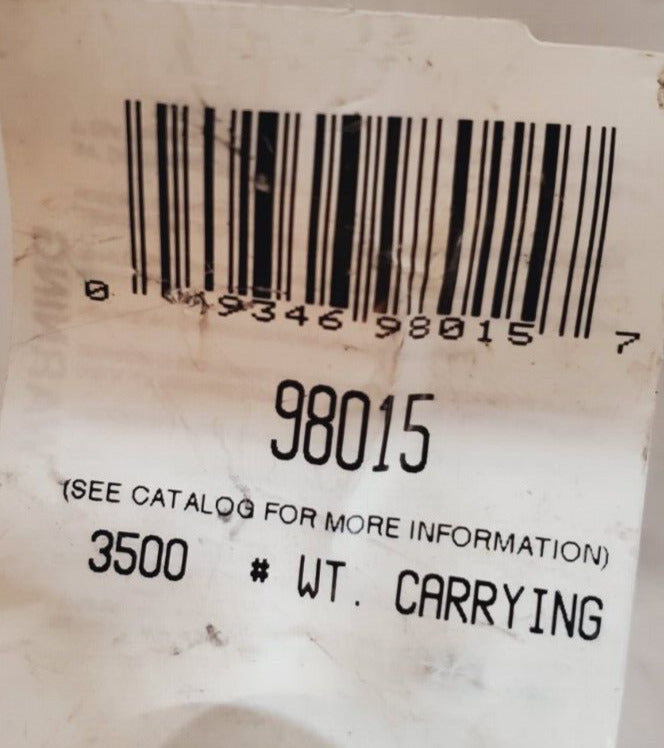 0 9346 98015 7
98015
(SEE CATALOG FOR MORE INFORMATION)
3500 # WT. CARRYING